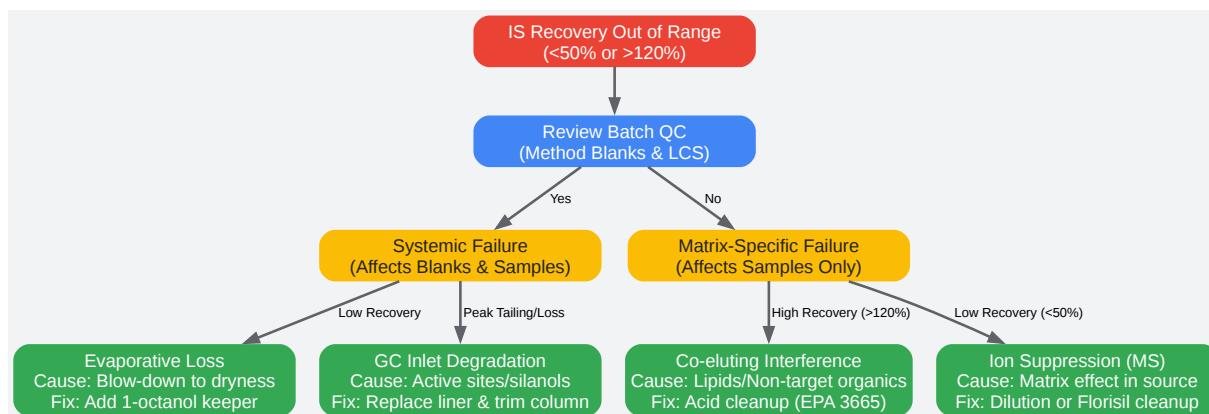 IS Recovery Out of Range
(<50% or >120%)
Review Batch QC
(Method Blanks & LCS)
Yes
No
Systemic Failure
(Affects Blanks & Samples)
Matrix-Specific Failure
(Affects Samples Only)
Low Recovery
Peak Tailing/Loss
High Recovery (>120%)
Low Recovery (<50%)
Evaporative Loss
Cause: Blow-down to dryness
Fix: Add 1-octanol keeper
GC Inlet Degradation
Cause: Active sites/silanols
Fix: Replace liner & trim column
Co-eluting Interference
Cause: Lipids/Non-target organics
Fix: Acid cleanup (EPA 3665)
Ion Suppression (MS)
Cause: Matrix effect in source
Fix: Dilution or Florisil cleanup